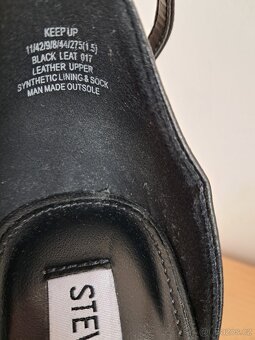 KEEP UP
11/42/9/8/44/275(1.5)
BLACK LEAT 017
LEATHER UPPER
SYNTHETIC LINING & SOCK
MAN MADE OUTSOLE
STEV